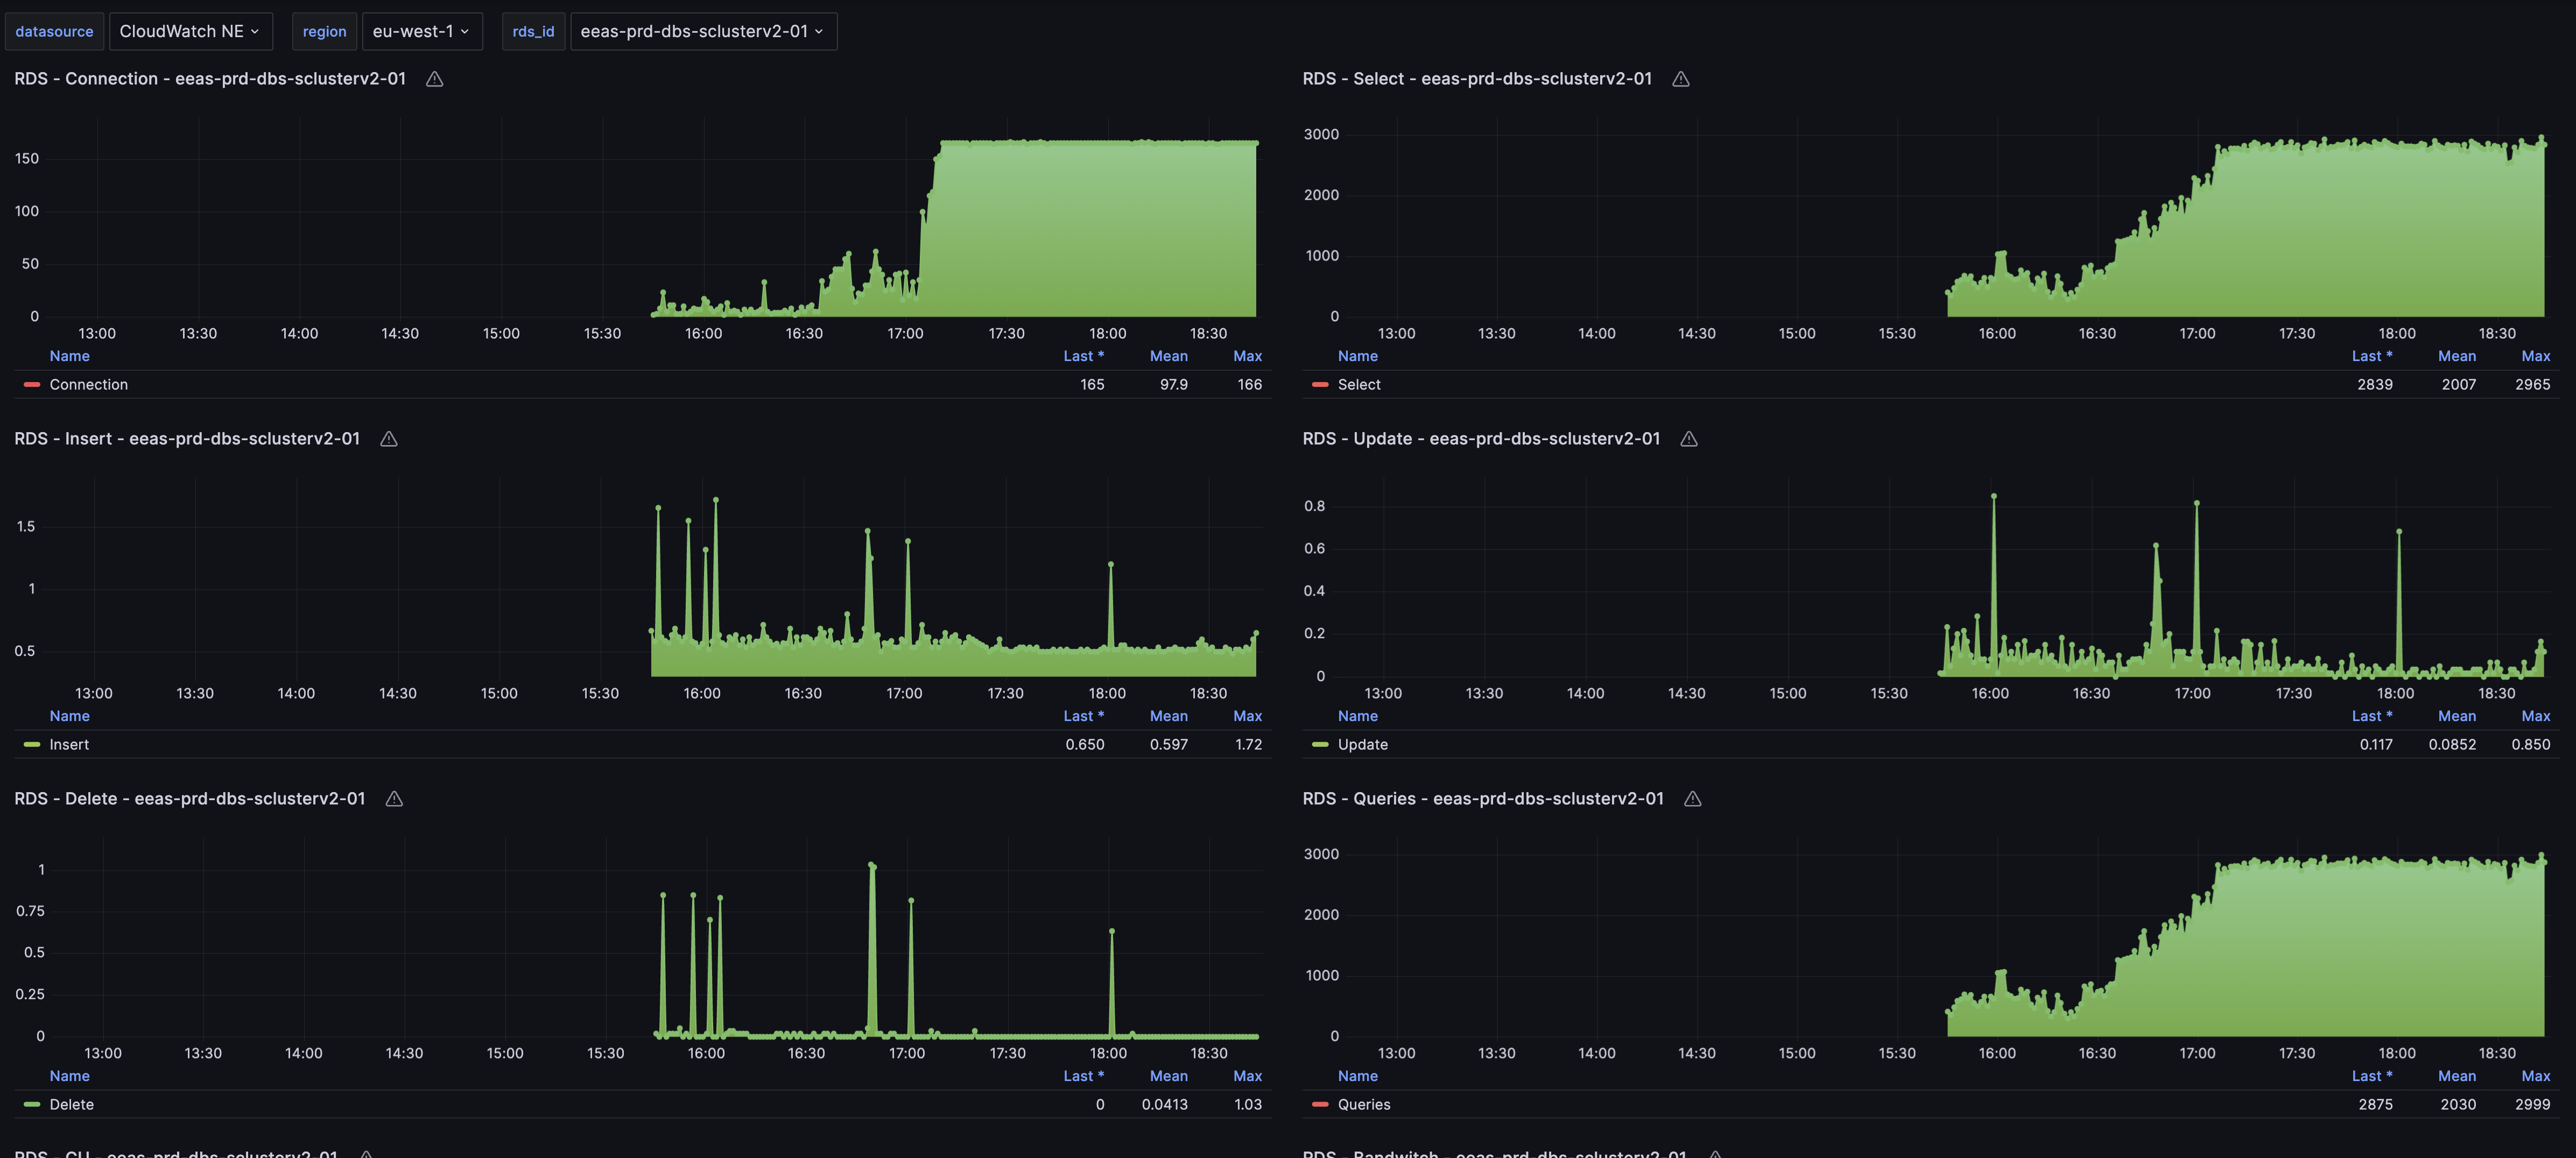 datasource CloudWatch NE region eu-west-1 rds_id eeas-prd-dbs-sclusterv2-01
RDS - Connection - eeas-prd-dbs-sclusterv2-01
150
100
50
0
13:00 13:30 14:00 14:30 15:00 15:30 16:00 16:30 17:00 17:30 18:00 18:30
Name Last * Mean Max
Connection 165 97.9 166
RDS - Select - eeas-prd-dbs-sclusterv2-01
3000
2000
1000
0
13:00 13:30 14:00 14:30 15:00 15:30 16:00 16:30 17:00 17:30 18:00 18:30
Name Last * Mean Max
Select 2839 2007 2965
RDS - Insert - eeas-prd-dbs-sclusterv2-01
1.5
1
0.5
13:00 13:30 14:00 14:30 15:00 15:30 16:00 16:30 17:00 17:30 18:00 18:30
Name Last * Mean Max
Insert 0.650 0.597 1.72
RDS - Update - eeas-prd-dbs-sclusterv2-01
0.8
0.6
0.4
0.2
0
13:00 13:30 14:00 14:30 15:00 15:30 16:00 16:30 17:00 17:30 18:00 18:30
Name Last * Mean Max
Update 0.117 0.0852 0.850
RDS - Delete - eeas-prd-dbs-sclusterv2-01
1
0.75
0.5
0.25
0
13:00 13:30 14:00 14:30 15:00 15:30 16:00 16:30 17:00 17:30 18:00 18:30
Name Last * Mean Max
Delete 0 0.0413 1.03
RDS - Queries - eeas-prd-dbs-sclusterv2-01
3000
2000
1000
0
13:00 13:30 14:00 14:30 15:00 15:30 16:00 16:30 17:00 17:30 18:00 18:30
Name Last * Mean Max
Queries 2875 2030 2999
RDS - eeas-prd-dbs-sclusterv2-01
RDS - Bandwitch - eeas-prd-dbs-sclusterv2-01